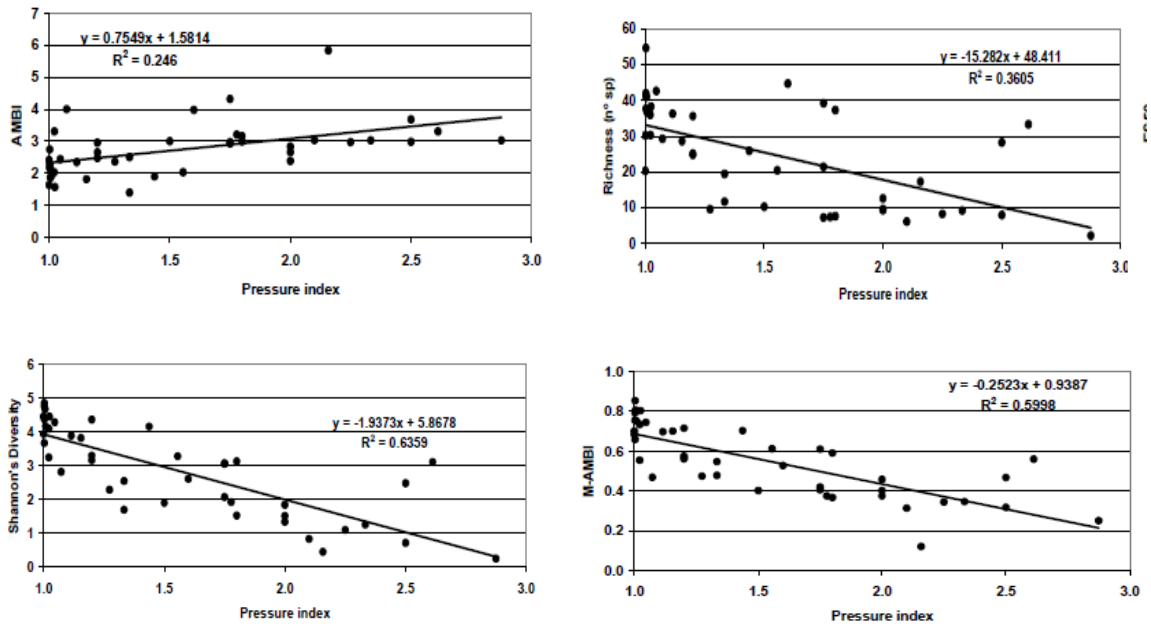 7
6
5
4
3
2
1
0
AMBI
y = 0.7549x + 1.5814
R² = 0.246
1.0 1.5 2.0 2.5 3.0
Pressure index
60
50
40
30
20
10
0
Richness (n° sp)
y = -15.282x + 48.411
R² = 0.3605
1.0 1.5 2.0 2.5 3.0
Pressure index
6
5
4
3
2
1
0
Shannon's Diversity
y = -1.9373x + 5.8678
R² = 0.6359
1.0 1.5 2.0 2.5 3.0
Pressure index
1.0
0.8
0.6
0.4
0.2
0.0
M-AMBI
y = -0.2523x + 0.9387
R² = 0.5998
1.0 1.5 2.0 2.5 3.0
Pressure index